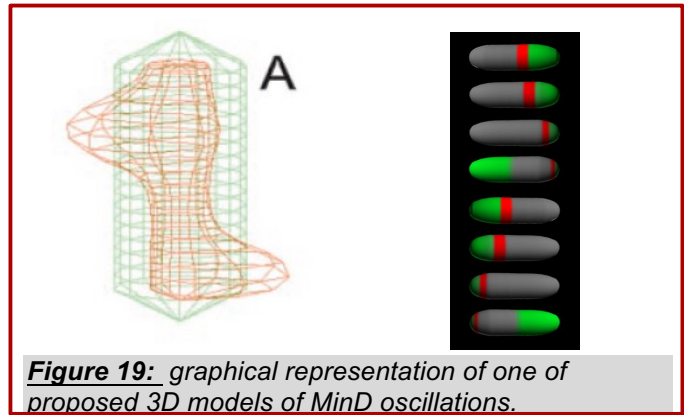 A
Figure 19: graphical representation of one of
proposed 3D models of MinD oscillations.